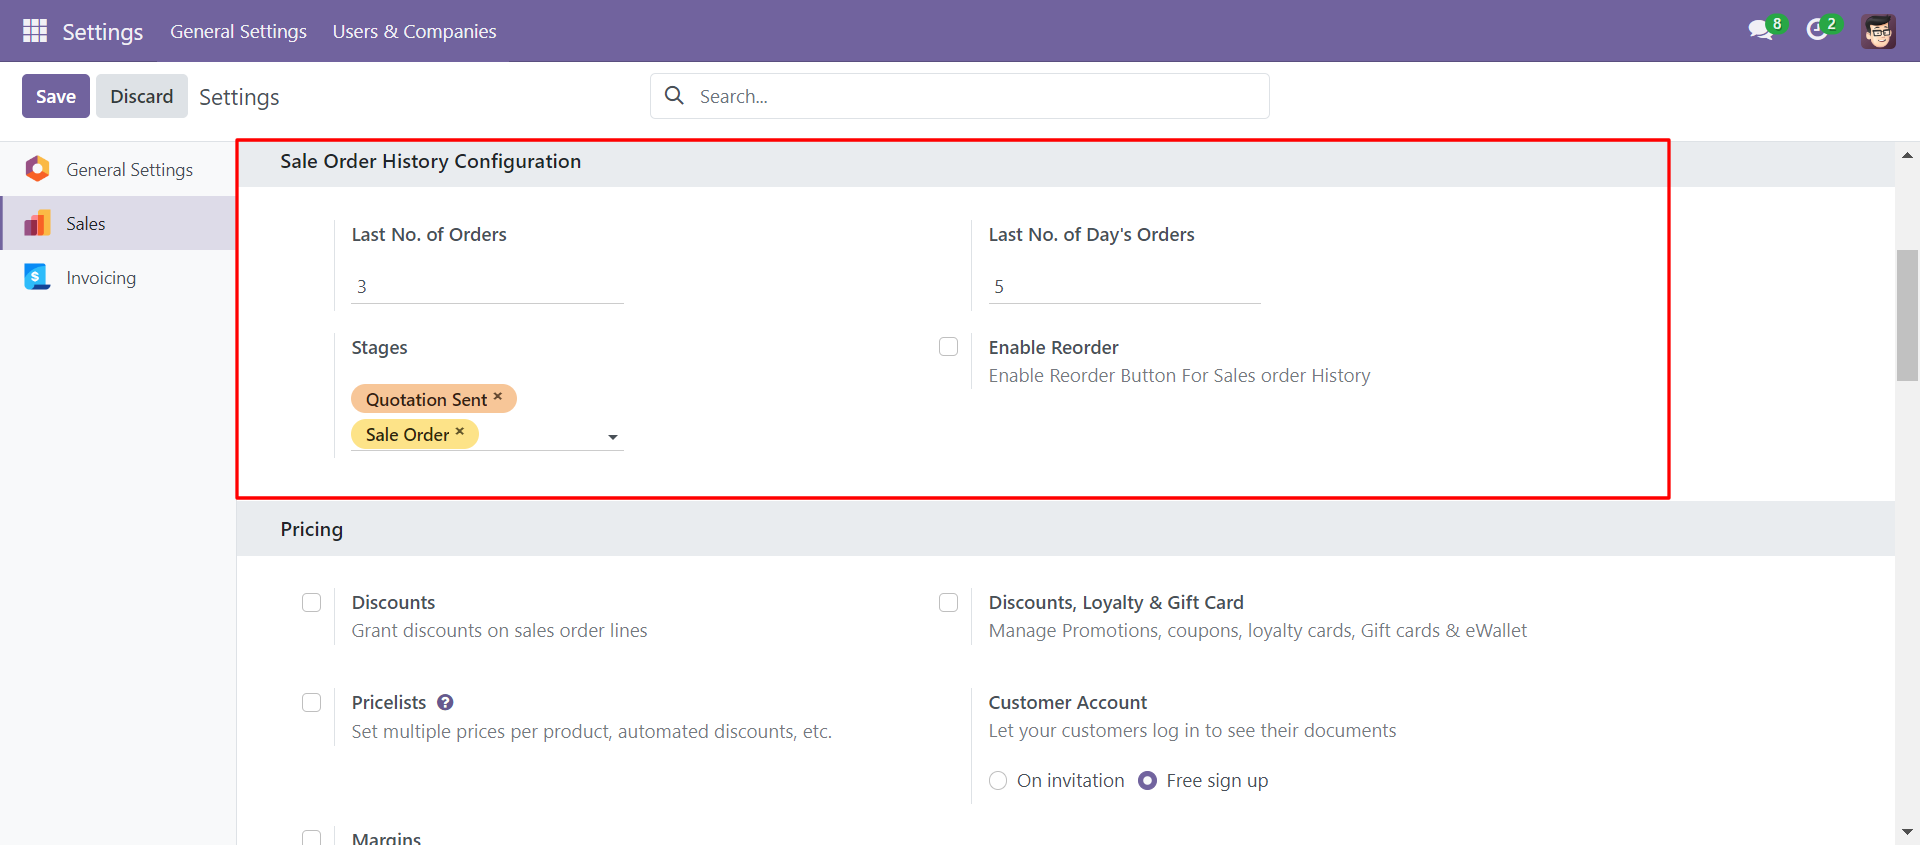 Settings General Settings Users & Companies 8 2
Save Discard Settings Search...
General Settings
Sales
Invoicing
Sale Order History Configuration
Last No. of Orders
3
Last No. of Day's Orders
5
Stages
Quotation Sent ×
Sale Order ×
Enable Reorder
Enable Reorder Button For Sales order History
Pricing
Discounts
Grant discounts on sales order lines
Discounts, Loyalty & Gift Card
Manage Promotions, coupons, loyalty cards, Gift cards & eWallet
Pricelists ?
Set multiple prices per product, automated discounts, etc.
Customer Account
Let your customers log in to see their documents
On invitation Free sign up
Margins